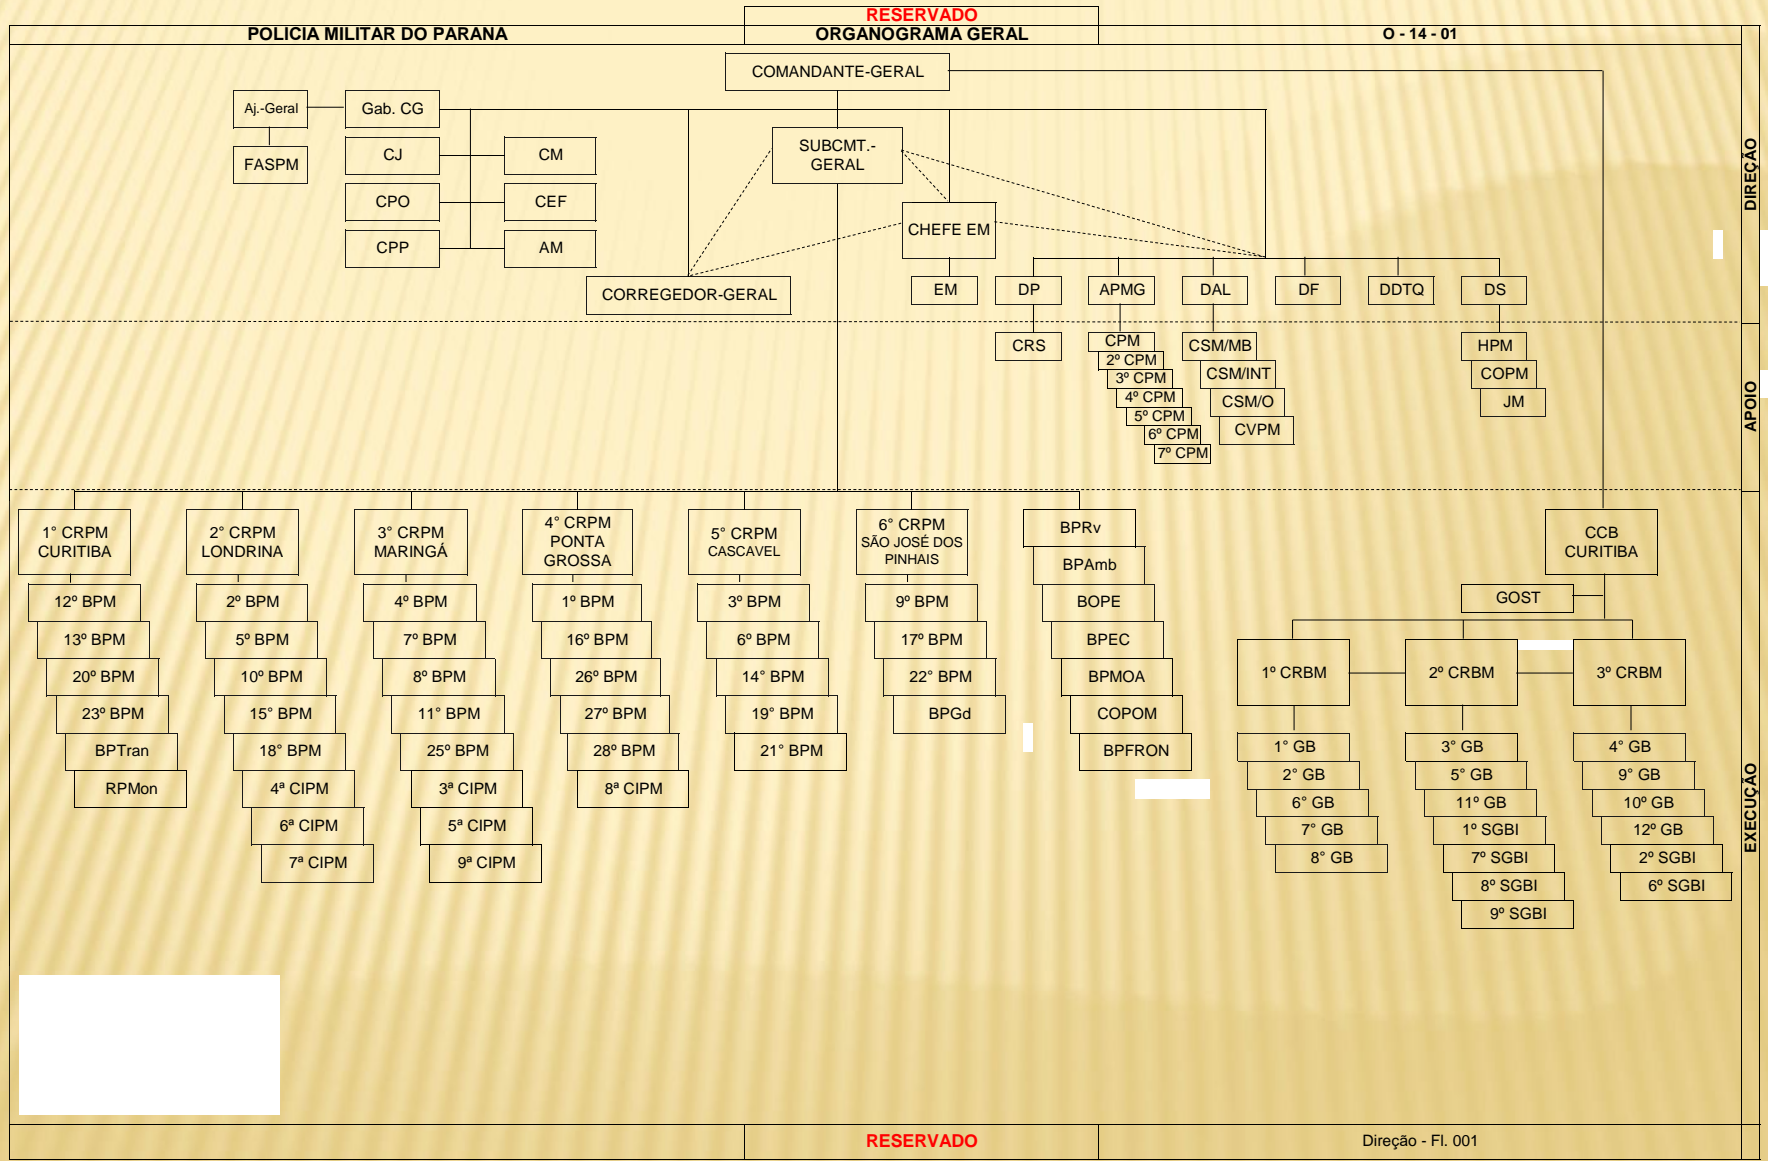 RESERVADO
POLICIA MILITAR DO PARANA
ORGANOGRAMA GERAL
O - 14 - 01
COMANDANTE-GERAL
Aj.-Geral
Gab. CG
SUBCMT.-
GERAL
FASPM
CJ
CM
CPO
CEF
CHEFE EM
CPP
AM
CORREGEDOR-GERAL
EM
DP
APMG
DAL
DF
DDTQ
DS
DIREÇÃO
CRS
CPM
2º CPM
3º CPM
4º CPM
5º CPM
6º CPM
7º CPM
CSM/MB
CSM/INT
CSM/O
CVPM
HPM
COPM
JM
APOIO
1° CRPM
CURITIBA
12º BPM
13º BPM
20º BPM
23º BPM
BPTran
RPMon
2° CRPM
LONDRINA
2º BPM
5º BPM
10º BPM
15° BPM
18° BPM
4ª CIPM
6ª CIPM
7ª CIPM
3° CRPM
MARINGÁ
4º BPM
7º BPM
8º BPM
11° BPM
25º BPM
3ª CIPM
5ª CIPM
9ª CIPM
4° CRPM
PONTA
GROSSA
1º BPM
16º BPM
26º BPM
27º BPM
28º BPM
8ª CIPM
5° CRPM
CASCAVEL
3º BPM
6º BPM
14° BPM
19° BPM
21° BPM
6° CRPM
SÃO JOSÉ DOS
PINHAIS
9º BPM
17º BPM
22° BPM
BPGd
BPRv
BPAmb
BOPE
BPEC
BPMOA
COPOM
BPFRON
CCB
CURITIBA
GOST
1º CRBM
1° GB
2° GB
6° GB
7° GB
8° GB
2º CRBM
3° GB
5° GB
11º GB
1º SGBI
7º SGBI
8º SGBI
9º SGBI
3º CRBM
4° GB
9° GB
10º GB
12º GB
2º SGBI
6º SGBI
EXECUÇÃO
RESERVADO
Direção - Fl. 001